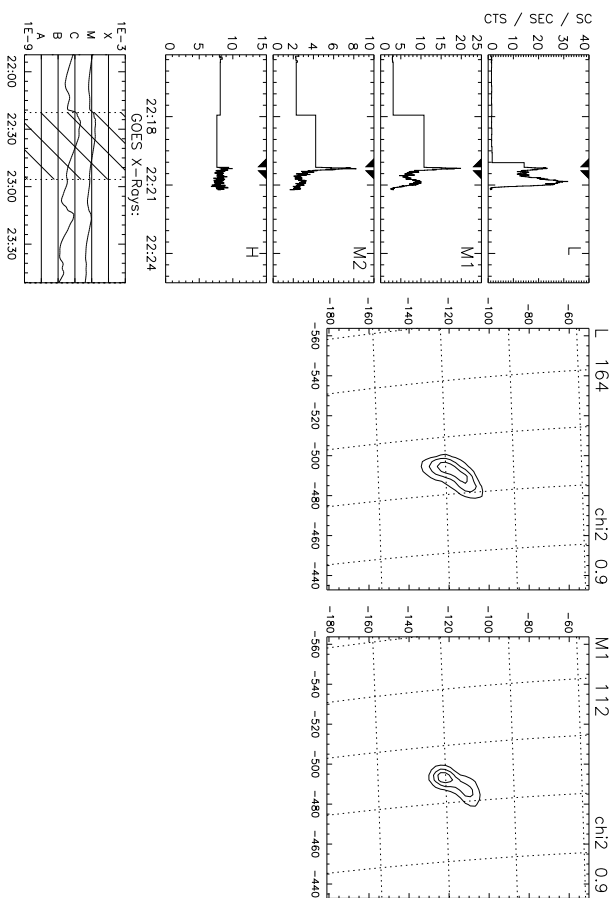 CTS / SEC / SC
0 10 20 30 40
L
0 5 10 15 20 25
M1
0 2 4 6 8 10
M2
0 5 10 15
H
22:18 22:21 22:24
GOES X-Rays:
1E-3
X
M
C
B
A
1E-9
22:00 22:30 23:00 23:30
L 164 chi2 0.9
-60
-80
-100
-120
-140
-160
-180
-560 -540 -520 -500 -480 -460 -440
M1 112 chi2 0.9
-60
-80
-100
-120
-140
-160
-180
-560 -540 -520 -500 -480 -460 -440